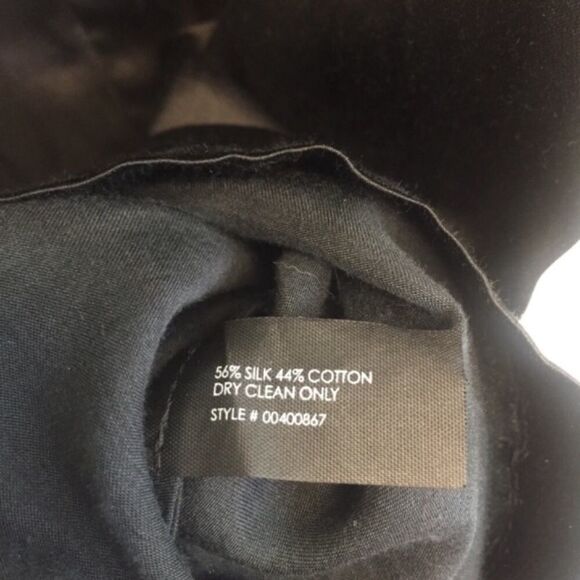 56% SILK 44% COTTON
DRY CLEAN ONLY
STYLE # 00400867